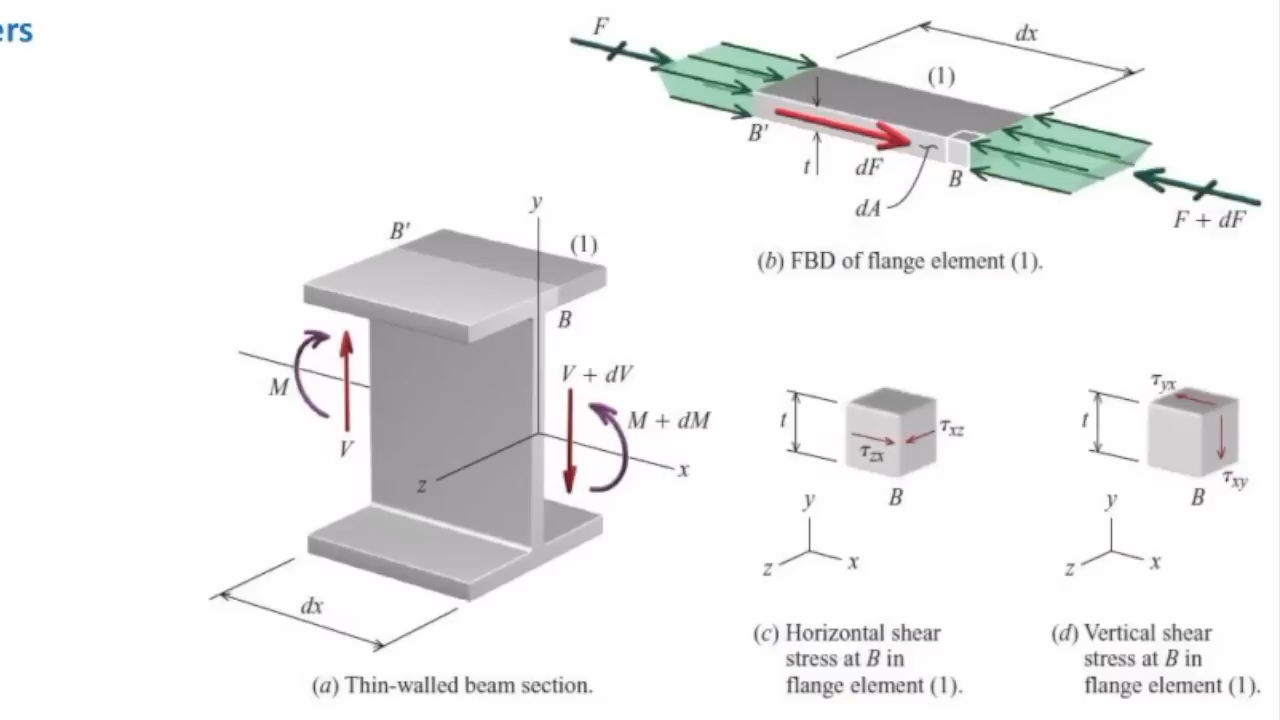 ers
F
dx
(1)
B'
t
dF
B
dA
F + dF
(b) FBD of flange element (1).
y
B'
(1)
B
V + dV
M
M + dM
V
x
z
dx
(a) Thin-walled beam section.
t
τzx
τxz
B
y
z
x
(c) Horizontal shear
stress at B in
flange element (1).
τyx
t
τxy
B
y
z
x
(d) Vertical shear
stress at B in
flange element (1).